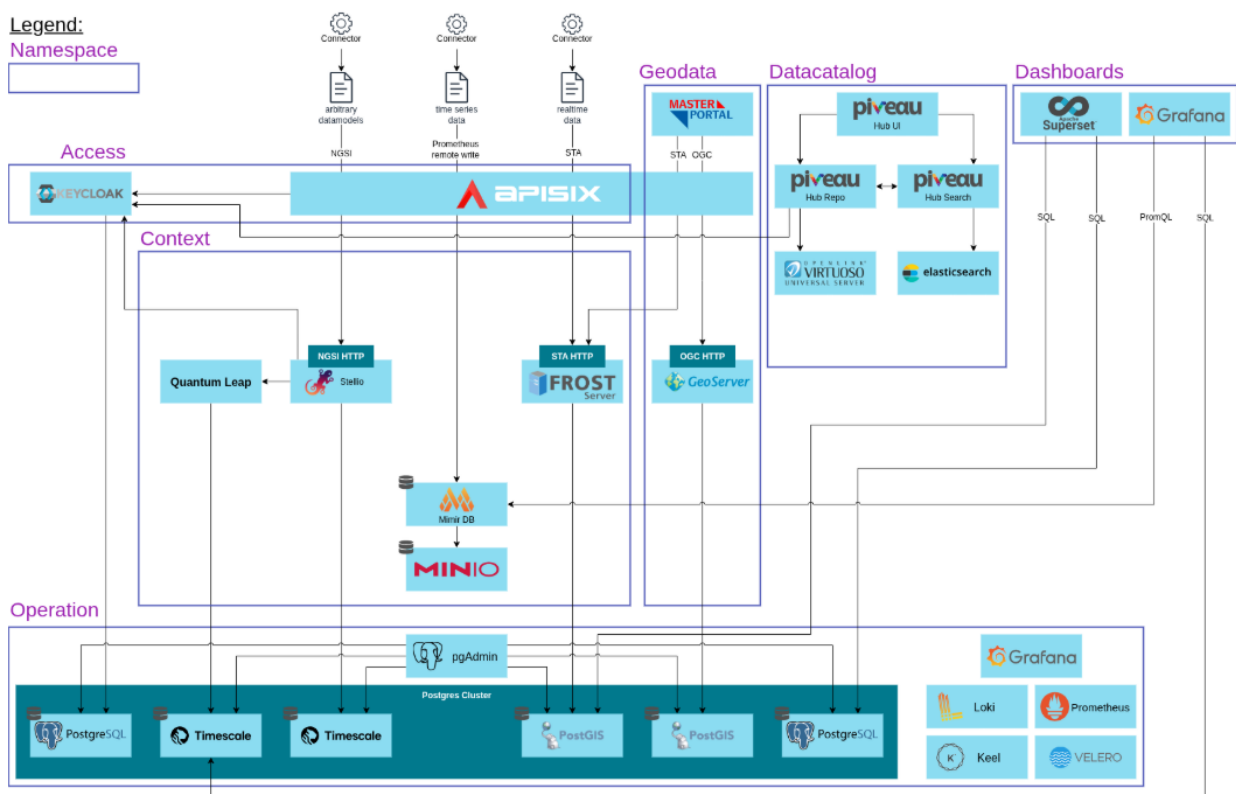 Legend:
Namespace
Connector
Connector
Connector
arbitrary
datamodels
time series
data
realtime
data
NGSI
Prometheus
remote write
STA
Geodata
MASTER
PORTAL
STA
OGC
Datacatalog
piveau
Hub UI
piveau
Hub Repo
piveau
Hub Search
OPENLINK
VIRTUOSO
UNIVERSAL SERVER
elasticsearch
Dashboards
Apache
Superset
Grafana
SQL
SQL
PromQL
SQL
Access
KEYCLOAK
APISIX
Context
Quantum Leap
NGSI HTTP
Stellio
STA HTTP
FROST
Server
OGC HTTP
GeoServer
Mimir DB
MINIO
Operation
pgAdmin
Postgres Cluster
PostgreSQL
Timescale
Timescale
PostGIS
PostGIS
PostgreSQL
Grafana
Loki
Prometheus
K
Keel
VELERO